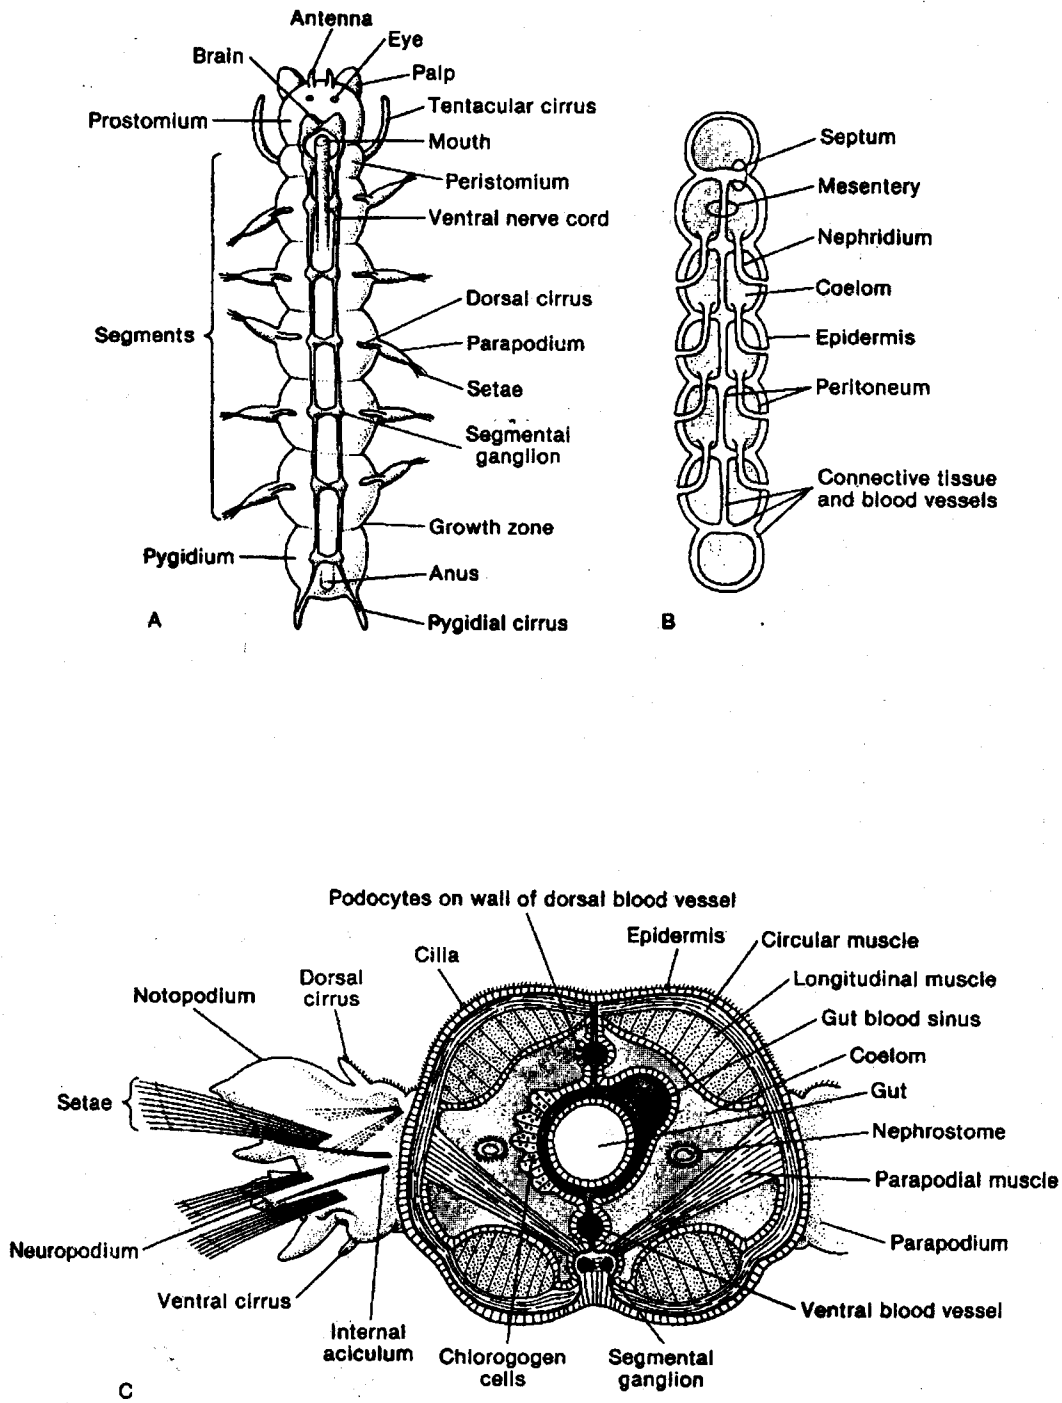 Antenna
Brain
Eye
Palp
Tentacular cirrus
Prostomium
Mouth
Peristomium
Ventral nerve cord
Dorsal cirrus
Segments
Parapodium
Setae
Segmental
ganglion
Growth zone
Pygidium
Anus
Pygidial cirrus
A
Septum
Mesentery
Nephridium
Coelom
Epidermis
Peritoneum
Connective tissue
and blood vessels
B
Podocytes on wall of dorsal blood vessel
Cilia
Epidermis
Circular muscle
Dorsal
cirrus
Notopodium
Longitudinal muscle
Gut blood sinus
Coelom
Setae
Gut
Nephrostome
Parapodial muscle
Neuropodium
Parapodium
Ventral cirrus
Ventral blood vessel
Internal
aciculum
Chlorogogen
cells
Segmental
ganglion
C